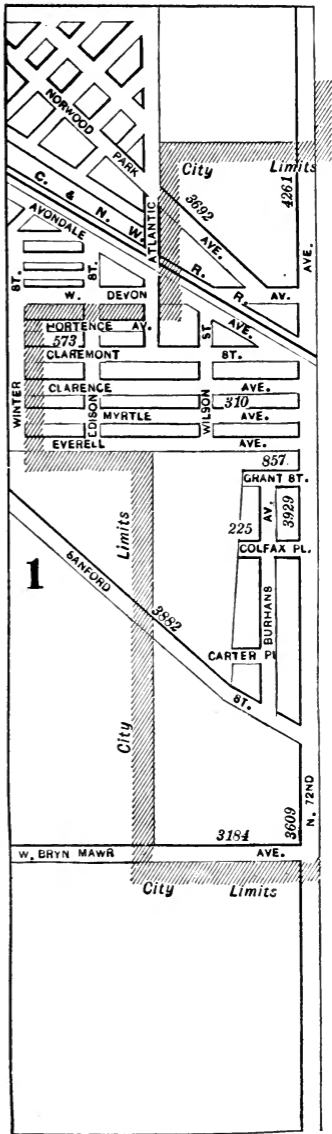 NORWOOD PARK AVE.
City Limits
3692
4261
C. & N. W. R. R.
ATLANTIC ST.
AVONDALE AVE.
AVE.
ST.
ST.
W. DEVON AV.
HORTENCE AV.
573
CLAREMONT ST.
CLARENCE AVE.
310
WINTER
EDISON
MYRTLE AVE.
WILSON
EVERELL AVE.
857
GRANT ST.
AV.
3929
225
COLFAX PL.
Limits
1
SANFORD ST.
3882
BURHANS
CARTER Pl
City
N. 72ND
3609
3184
W. BRYN MAWR AVE.
City Limits